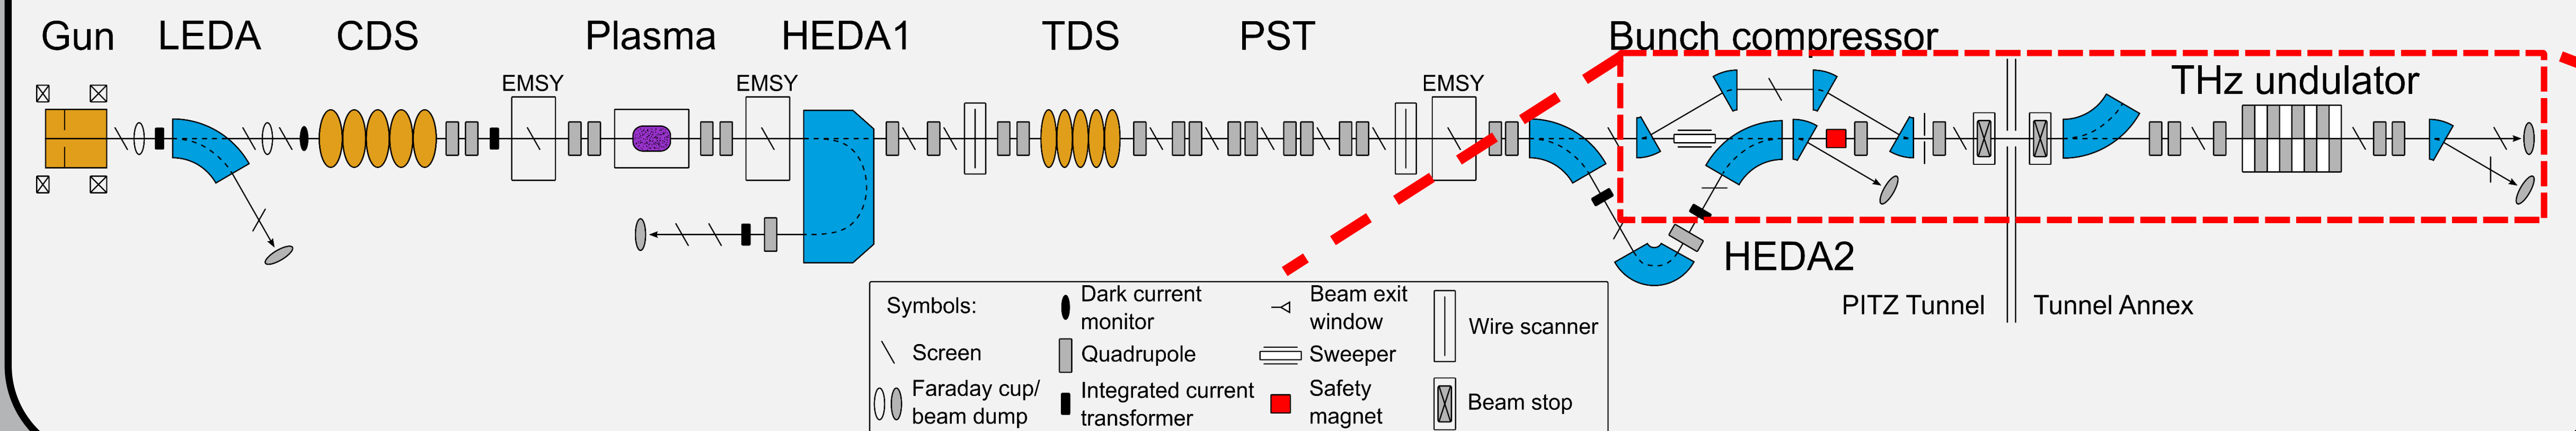 Gun LEDA CDS Plasma HEDA1 TDS PST Bunch compressor
THz undulator
EMSY EMSY EMSY
HEDA2
PITZ Tunnel Tunnel Annex
Symbols:
Screen
Faraday cup/
beam dump
Dark current
monitor
Quadrupole
Integrated current
transformer
Beam exit
window
Sweeper
Safety
magnet
Wire scanner
Beam stop